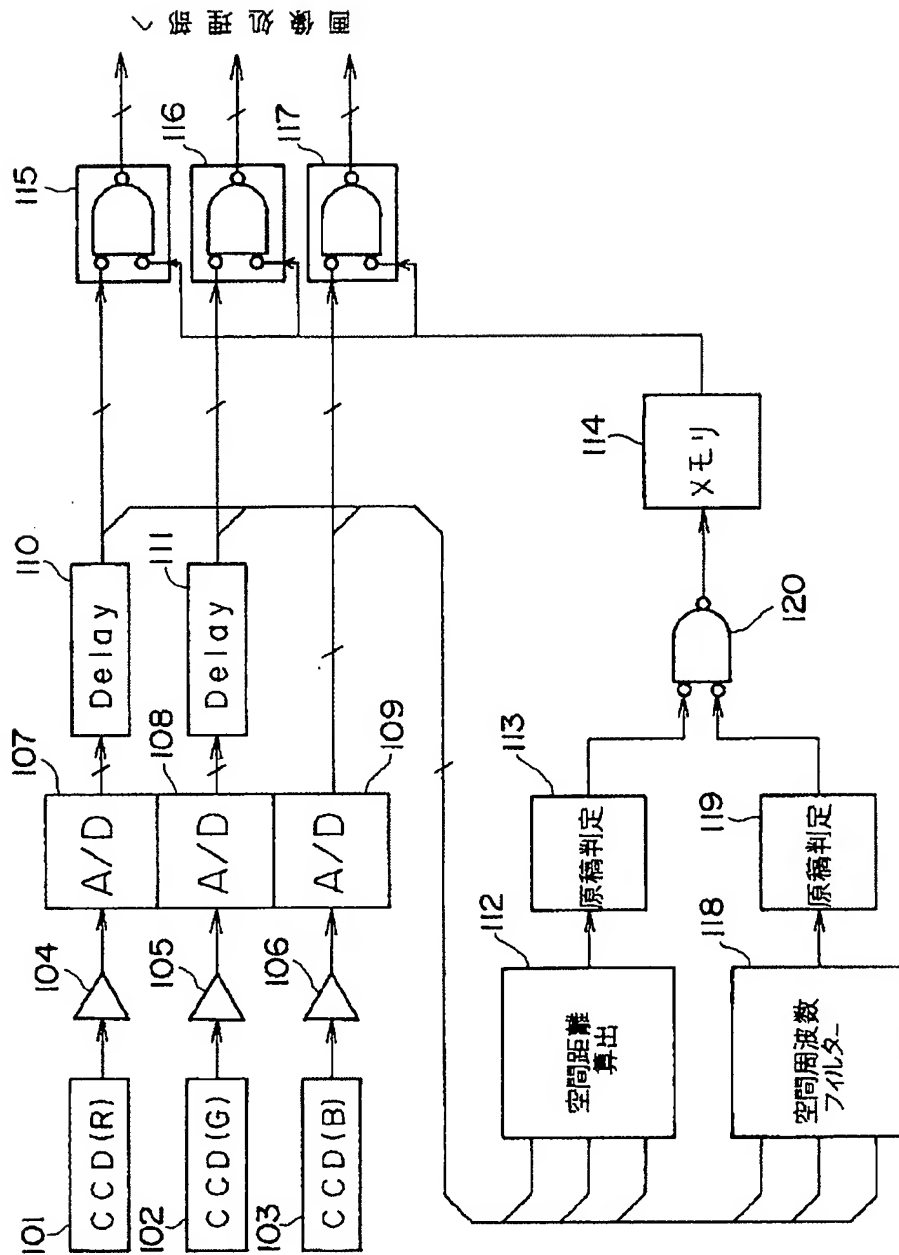 画像処理部へ
101
CCD(R)
104
107
A/D
110
Delay
115
102
CCD(G)
105
108
A/D
111
Delay
116
103
CCD(B)
106
109
A/D
117
112
空間距離
算出
113
原稿判定
118
空間周波数
フィルター
119
原稿判定
120
114
メモリ